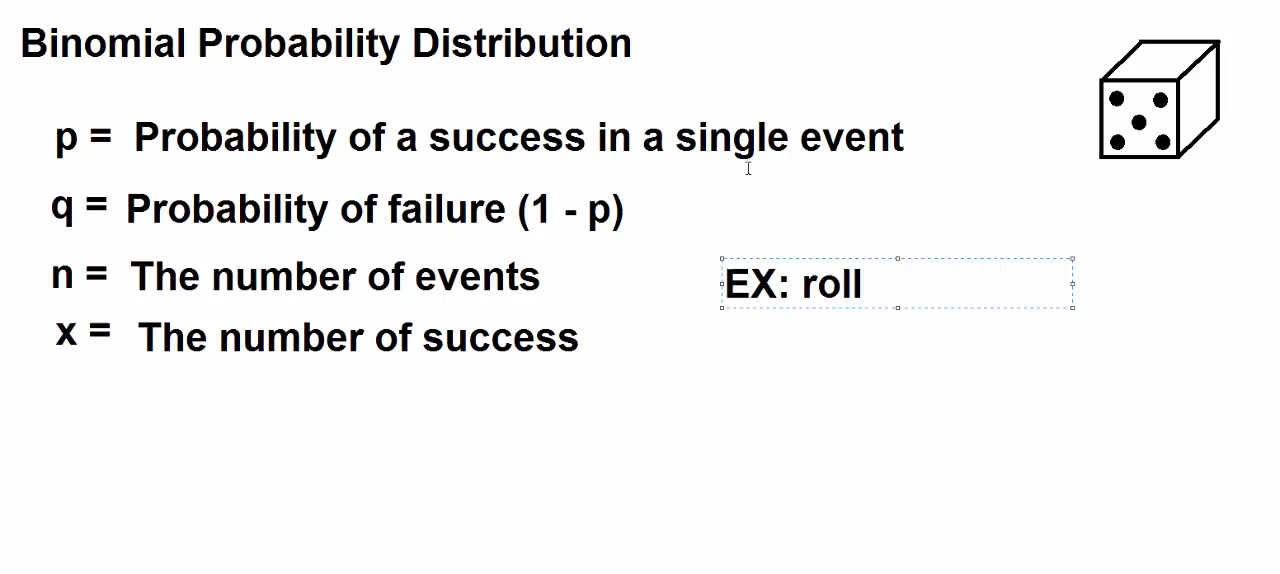 Binomial Probability Distribution
p = Probability of a success in a single event
q = Probability of failure (1 - p)
n = The number of events
EX: roll
x = The number of success